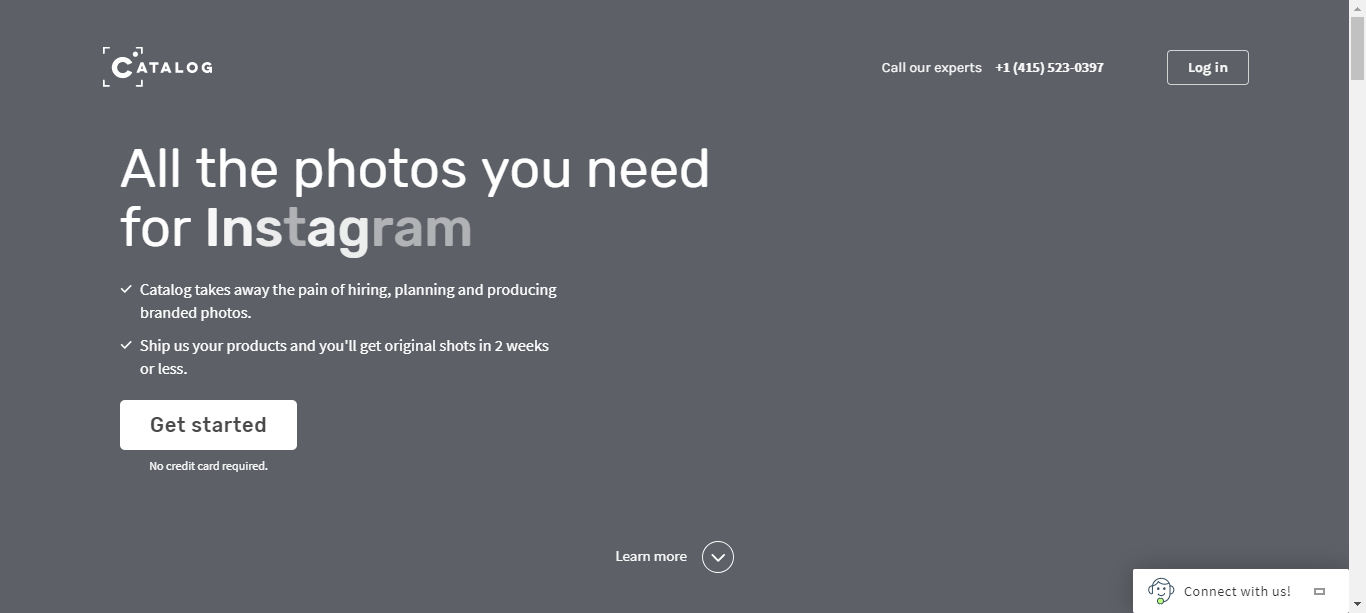 CATALOG
Call our experts +1 (415) 523-0397
Log in
All the photos you need
for Instagram
Catalog takes away the pain of hiring, planning and producing
branded photos.
Ship us your products and you'll get original shots in 2 weeks
or less.
Get started
No credit card required.
Learn more
Connect with us!